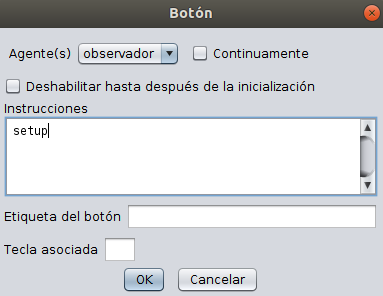 Botón
Agente(s) observador Continuamente
Deshabilitar hasta después de la inicialización
Instrucciones
setup
Etiqueta del botón
Tecla asociada
OK Cancelar